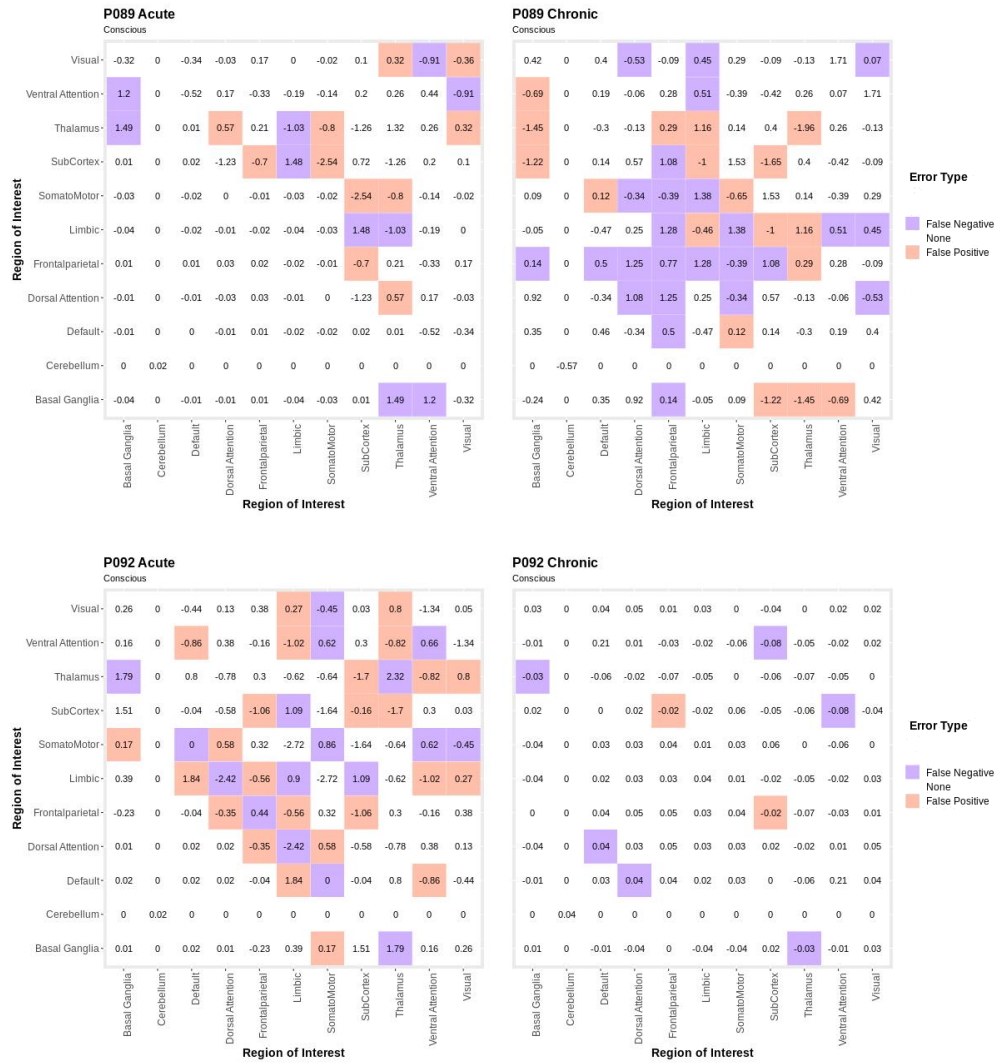 P089 Acute
Conscious
Visual -0.32 0 -0.34 -0.03 0.17 0 -0.02 0.1 0.32 -0.91 -0.36
Ventral Attention 1.2 0 -0.52 0.17 -0.33 -0.19 -0.14 0.2 0.26 0.44 -0.91
Thalamus 1.49 0 0.01 0.57 0.21 -1.03 -0.8 -1.26 1.32 0.26 0.32
SubCortex 0.01 0 0.02 -1.23 -0.7 1.48 -2.54 0.72 -1.26 0.2 0.1
SomatoMotor -0.03 0 -0.02 0 -0.01 -0.03 -0.02 -2.54 -0.8 -0.14 -0.02
Limbic -0.04 0 -0.02 -0.01 -0.02 -0.04 -0.03 1.48 -1.03 -0.19 0
Frontalparietal 0.01 0 0.01 0.03 0.02 -0.02 -0.01 -0.7 0.21 -0.33 0.17
Dorsal Attention -0.01 0 -0.01 -0.03 0.03 -0.01 0 -1.23 0.57 0.17 -0.03
Default -0.01 0 0 -0.01 0.01 -0.02 -0.02 0.02 0.01 -0.52 -0.34
Cerebellum 0 0.02 0 0 0 0 0 0 0 0 0
Basal Ganglia -0.04 0 -0.01 -0.01 0.01 -0.04 -0.03 0.01 1.49 1.2 -0.32
Basal Ganglia Cerebellum Default Dorsal Attention Frontalparietal Limbic SomatoMotor SubCortex Thalamus Ventral Attention Visual
Region of Interest
Region of Interest
P089 Chronic
Conscious
0.42 0 0.4 -0.53 -0.09 0.45 0.29 -0.09 -0.13 1.71 0.07
-0.69 0 0.19 -0.06 0.28 0.51 -0.39 -0.42 0.26 0.07 1.71
-1.45 0 -0.3 -0.13 0.29 1.16 0.14 0.4 -1.96 0.26 -0.13
-1.22 0 0.14 0.57 1.08 -1 1.53 -1.65 0.4 -0.42 -0.09
0.09 0 0.12 -0.34 -0.39 1.38 -0.65 1.53 0.14 -0.39 0.29
-0.05 0 -0.47 0.25 1.28 -0.46 1.38 -1 1.16 0.51 0.45
0.14 0 0.5 1.25 0.77 1.28 -0.39 1.08 0.29 0.28 -0.09
0.92 0 -0.34 1.08 1.25 0.25 -0.34 0.57 -0.13 -0.06 -0.53
0.35 0 0.46 -0.34 0.5 -0.47 0.12 0.14 -0.3 0.19 0.4
0 -0.57 0 0 0 0 0 0 0 0 0
-0.24 0 0.35 0.92 0.14 -0.05 0.09 -1.22 -1.45 -0.69 0.42
Basal Ganglia Cerebellum Default Dorsal Attention Frontalparietal Limbic SomatoMotor SubCortex Thalamus Ventral Attention Visual
Region of Interest
Error Type
False Negative
None
False Positive
P092 Acute
Conscious
Visual 0.26 0 -0.44 0.13 0.38 0.27 -0.45 0.03 0.8 -1.34 0.05
Ventral Attention 0.16 0 -0.86 0.38 -0.16 -1.02 0.62 0.3 -0.82 0.66 -1.34
Thalamus 1.79 0 0.8 -0.78 0.3 -0.62 -0.64 -1.7 2.32 -0.82 0.8
SubCortex 1.51 0 -0.04 -0.58 -1.06 1.09 -1.64 -0.16 -1.7 0.3 0.03
SomatoMotor 0.17 0 0 0.58 0.32 -2.72 0.86 -1.64 -0.64 0.62 -0.45
Limbic 0.39 0 1.84 -2.42 -0.56 0.9 -2.72 1.09 -0.62 -1.02 0.27
Frontalparietal -0.23 0 -0.04 -0.35 0.44 -0.56 0.32 -1.06 0.3 -0.16 0.38
Dorsal Attention 0.01 0 0.02 0.02 -0.35 -2.42 0.58 -0.58 -0.78 0.38 0.13
Default 0.02 0 0.02 0.02 -0.04 1.84 0 -0.04 0.8 -0.86 -0.44
Cerebellum 0 0.02 0 0 0 0 0 0 0 0 0
Basal Ganglia 0.01 0 0.02 0.01 -0.23 0.39 0.17 1.51 1.79 0.16 0.26
Basal Ganglia Cerebellum Default Dorsal Attention Frontalparietal Limbic SomatoMotor SubCortex Thalamus Ventral Attention Visual
Region of Interest
Region of Interest
P092 Chronic
Conscious
0.03 0 0.04 0.05 0.01 0.03 0 -0.04 0 0.02 0.02
-0.01 0 0.21 0.01 -0.03 -0.02 -0.06 -0.08 -0.05 -0.02 0.02
-0.03 0 -0.06 -0.02 -0.07 -0.05 0 -0.06 -0.07 -0.05 0
0.02 0 0 0.02 -0.02 -0.02 0.06 -0.05 -0.06 -0.08 -0.04
-0.04 0 0.03 0.03 0.04 0.01 0.03 0.06 0 -0.06 0
-0.04 0 0.02 0.03 0.03 0.04 0.01 -0.02 -0.05 -0.02 0.03
0 0 0.04 0.05 0.05 0.03 0.04 -0.02 -0.07 -0.03 0.01
-0.04 0 0.04 0.03 0.05 0.03 0.03 0.02 -0.02 0.01 0.05
-0.01 0 0.03 0.04 0.04 0.02 0.03 0 -0.06 0.21 0.04
0 0.04 0 0 0 0 0 0 0 0 0
0.01 0 -0.01 -0.04 0 -0.04 -0.04 0.02 -0.03 -0.01 0.03
Basal Ganglia Cerebellum Default Dorsal Attention Frontalparietal Limbic SomatoMotor SubCortex Thalamus Ventral Attention Visual
Region of Interest
Error Type
False Negative
None
False Positive